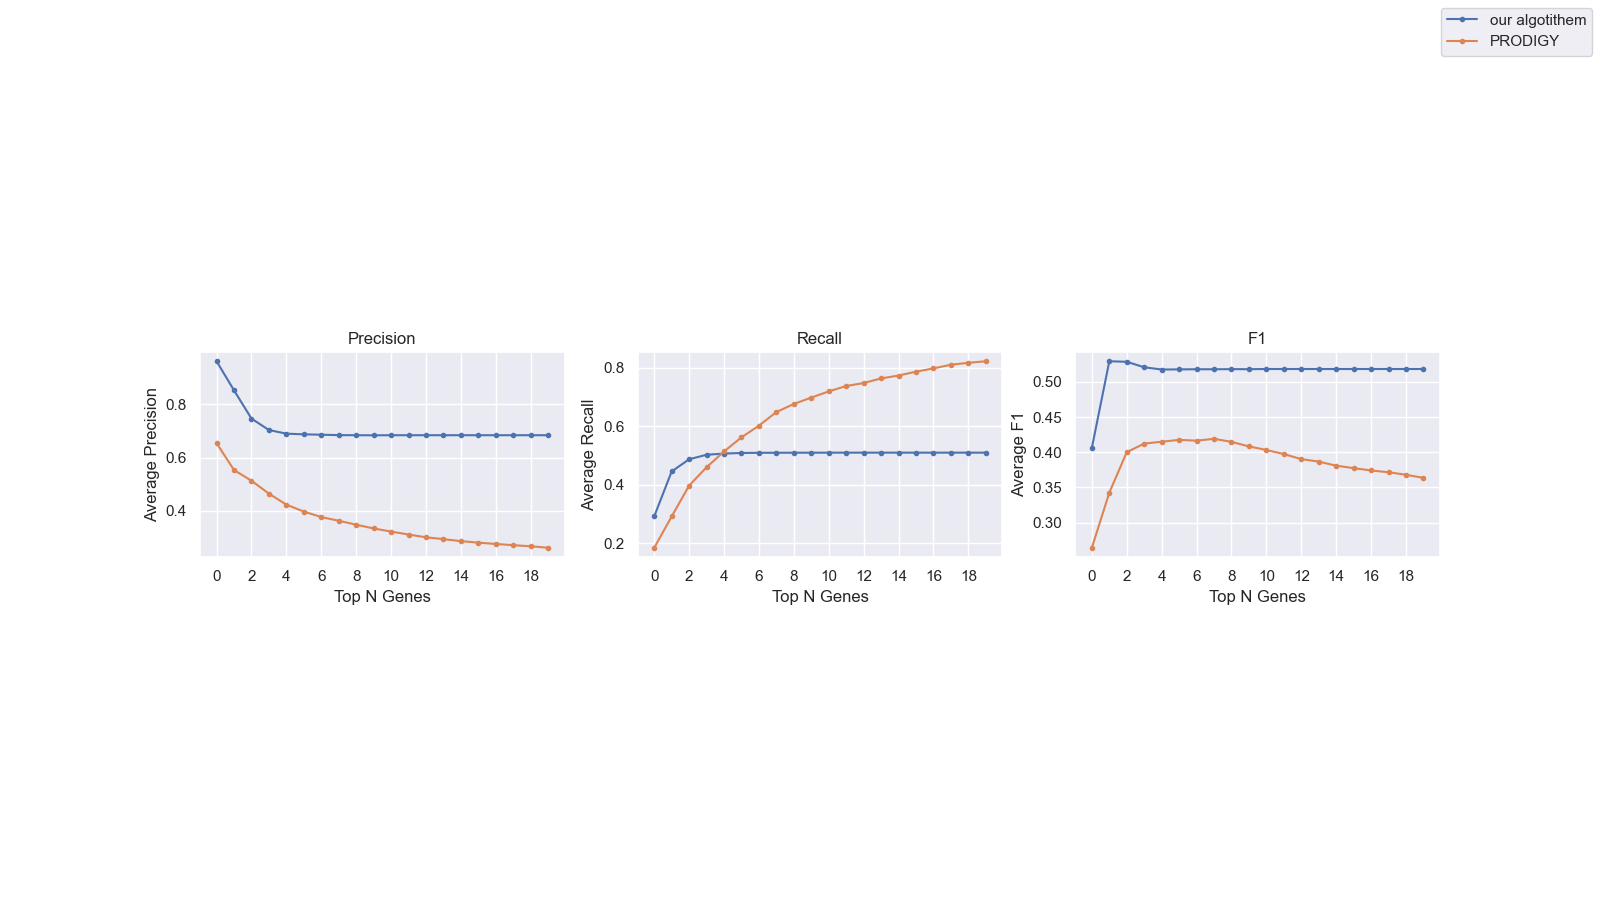 our algotithem
PRODIGY
Precision
Average Precision
0.8
0.6
0.4
0 2 4 6 8 10 12 14 16 18
Top N Genes
Recall
Average Recall
0.8
0.6
0.4
0.2
0 2 4 6 8 10 12 14 16 18
Top N Genes
F1
Average F1
0.50
0.45
0.40
0.35
0.30
0 2 4 6 8 10 12 14 16 18
Top N Genes